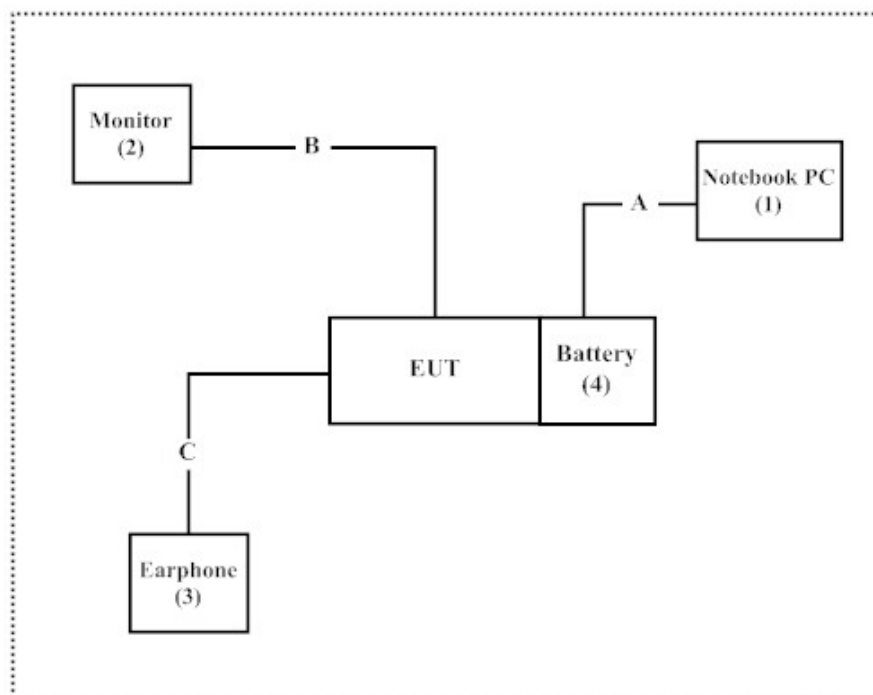 Monitor
(2)
B
Notebook PC
(1)
A
EUT
Battery
(4)
C
Earphone
(3)